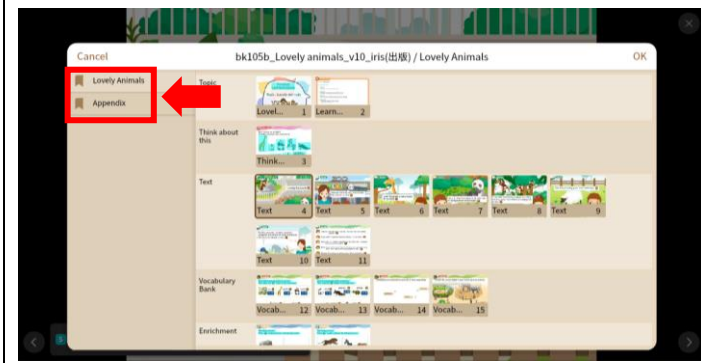 Cancel bk105b_Lovely animals_v10_iris(出版) / Lovely Animals OK
Lovely Animals
Appendix
Topic
Lovel... 1 Learn... 2
Think about
this
Think... 3
Text
Text 4 Text 5 Text 6 Text 7 Text 8 Text 9
Text 10 Text 11
Vocabulary
Bank
Vocab... 12 Vocab... 13 Vocab... 14 Vocab... 15
Enrichment